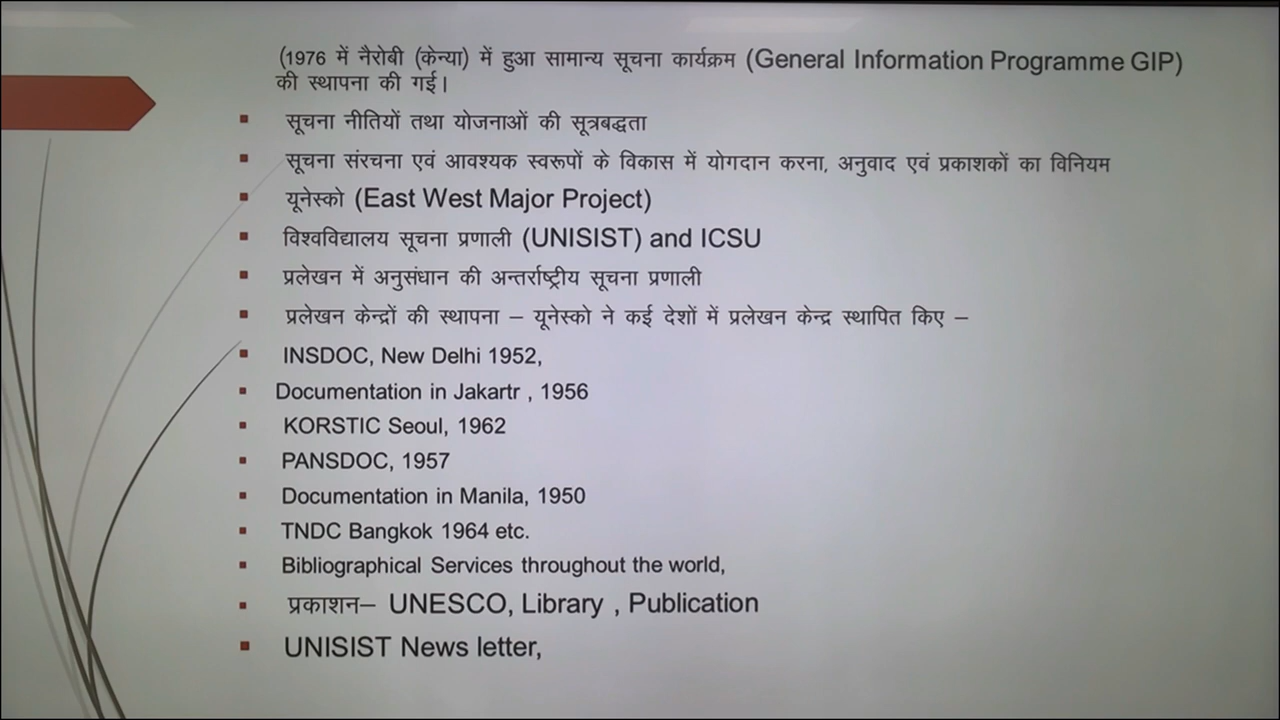 (1976 में नैरोबी (केन्या) में हुआ सामान्य सूचना कार्यक्रम (General Information Programme GIP)
की स्थापना की गई।
सूचना नीतियों तथा योजनाओं की सूत्रबद्धता
सूचना संरचना एवं आवश्यक स्वरूपों के विकास में योगदान करना, अनुवाद एवं प्रकाशकों का विनियम
यूनेस्को (East West Major Project)
विश्वविद्यालय सूचना प्रणाली (UNISIST) and ICSU
प्रलेखन में अनुसंधान की अन्तर्राष्ट्रीय सूचना प्रणाली
प्रलेखन केन्द्रों की स्थापना – यूनेस्को ने कई देशों में प्रलेखन केन्द्र स्थापित किए –
INSDOC, New Delhi 1952,
Documentation in Jakartr , 1956
KORSTIC Seoul, 1962
PANSDOC, 1957
Documentation in Manila, 1950
TNDC Bangkok 1964 etc.
Bibliographical Services throughout the world,
प्रकाशन– UNESCO, Library , Publication
UNISIST News letter,